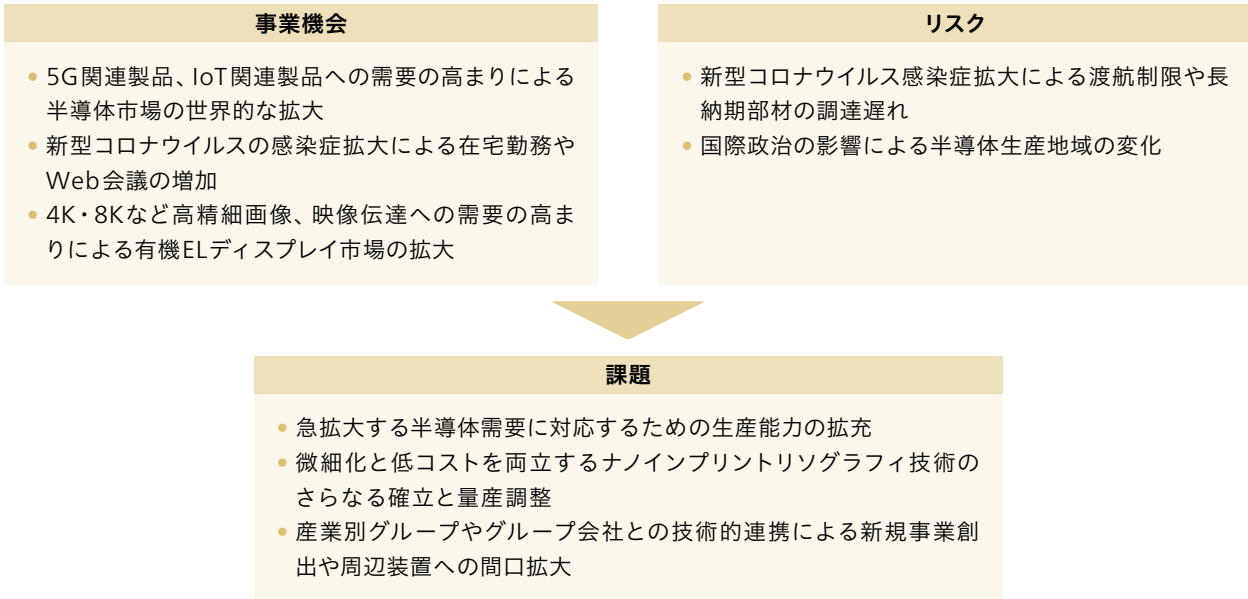 事業機会
• 5G関連製品、IoT関連製品への需要の高まりによる
半導体市場の世界的な拡大
• 新型コロナウイルスの感染症拡大による在宅勤務や
Web会議の増加
• 4K・8Kなど高精細画像、映像伝達への需要の高ま
りによる有機ELディスプレイ市場の拡大
リスク
• 新型コロナウイルス感染症拡大による渡航制限や長
納期部材の調達遅れ
• 国際政治の影響による半導体生産地域の変化
課題
• 急拡大する半導体需要に対応するための生産能力の拡充
• 微細化と低コストを両立するナノインプリントリソグラフィ技術の
さらなる確立と量産調整
• 産業別グループやグループ会社との技術的連携による新規事業創
出や周辺装置への間口拡大